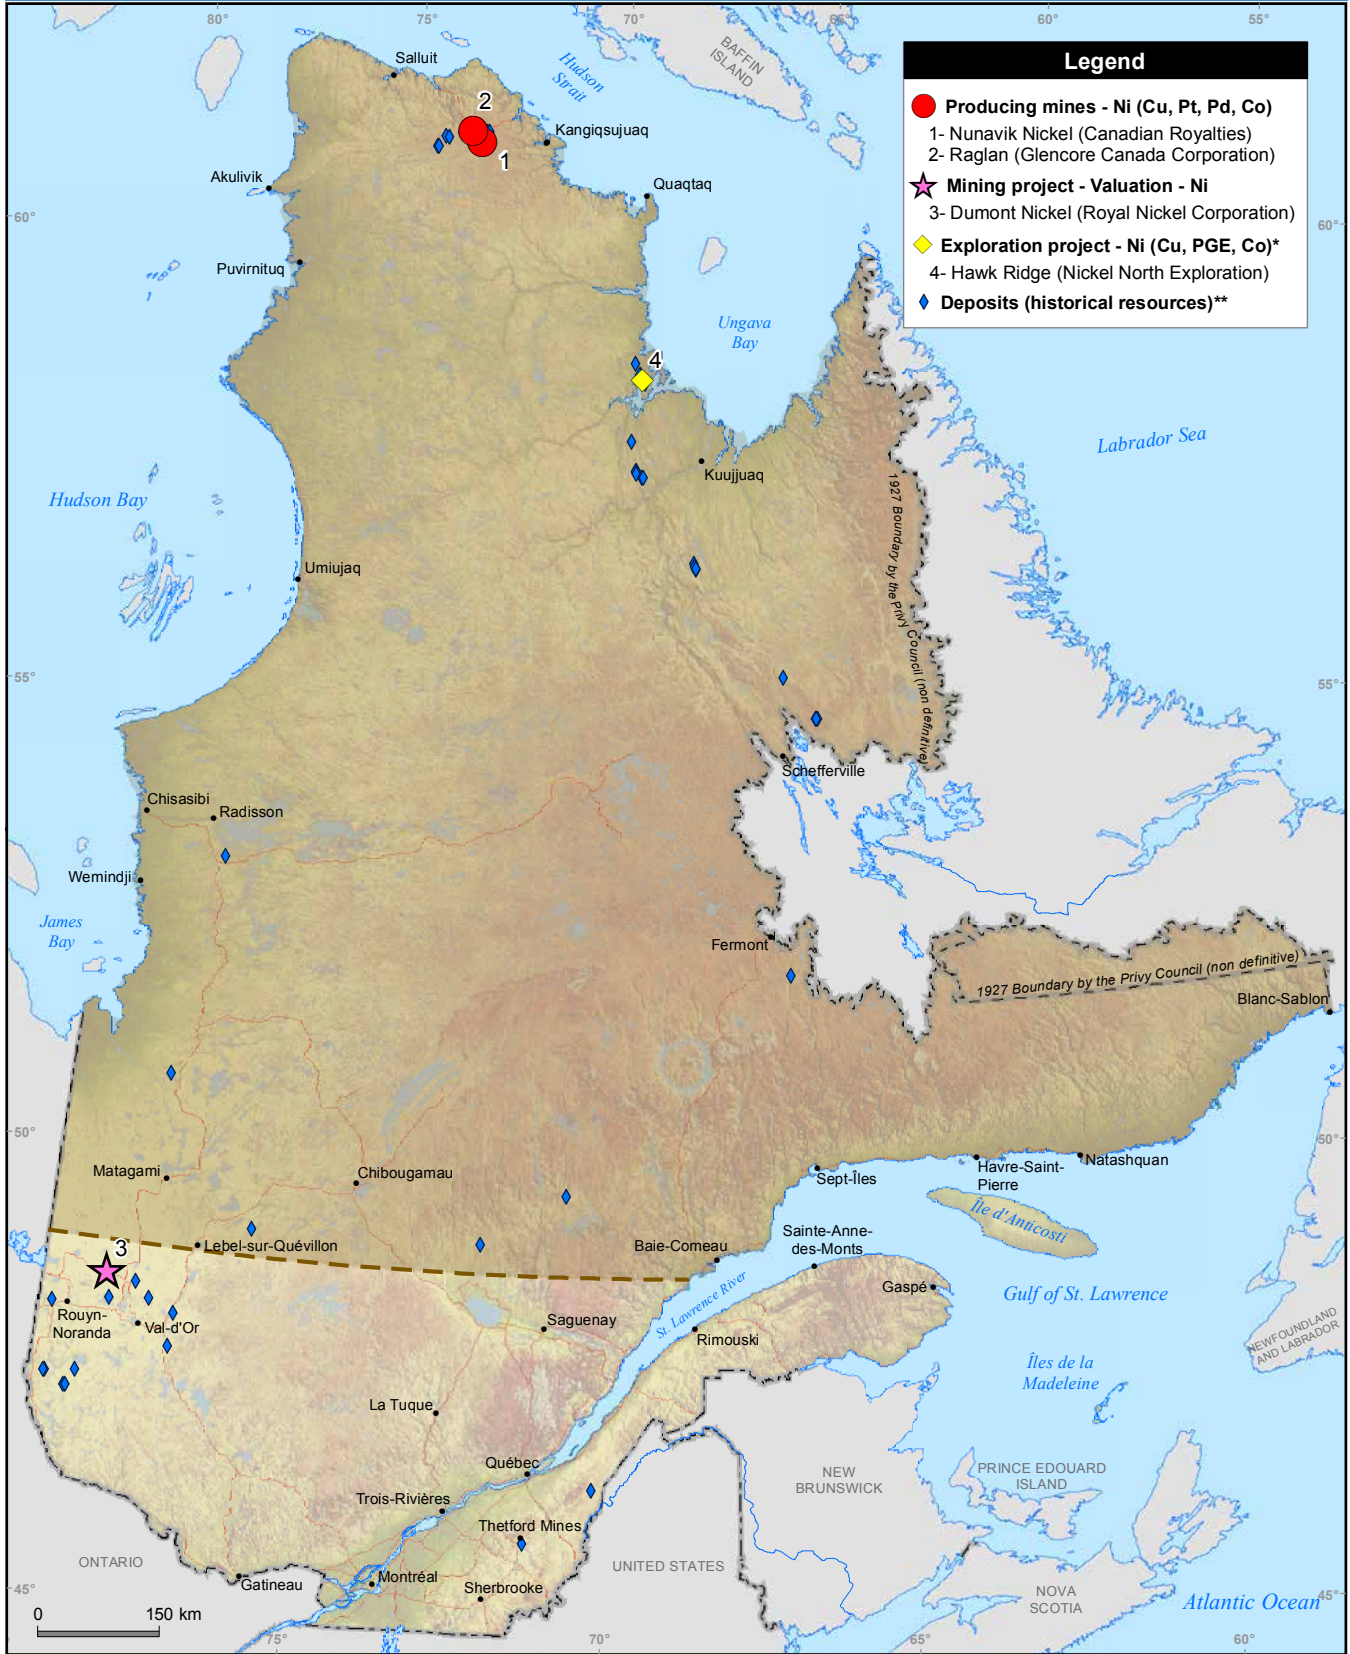 80°
75°
70°
65°
60°
55°
Legend
Producing mines - Ni (Cu, Pt, Pd, Co)
1- Nunavik Nickel (Canadian Royalties)
2- Raglan (Glencore Canada Corporation)
Mining project - Valuation - Ni
3- Dumont Nickel (Royal Nickel Corporation)
Exploration project - Ni (Cu, PGE, Co)*
4- Hawk Ridge (Nickel North Exploration)
Deposits (historical resources)**
BAFFIN
ISLAND
Hudson
Strait
Salluit
2
1
Kangiqsujuaq
Akulivik
Quaqtaq
60°
60°
Puvirnituq
Ungava
Bay
4
Labrador Sea
Kuujjuaq
Hudson Bay
1927 Boundary by the Privy Council (non definitive)
Umiujaq
55°
55°
Schefferville
Chisasibi
Radisson
Wemindji
James
Bay
Fermont
1927 Boundary by the Privy Council (non definitive)
Blanc-Sablon
50°
50°
Matagami
Chibougamau
Sept-Îles
Havre-Saint-
Pierre
Natashquan
Île d'Anticosti
3
Lebel-sur-Quévillon
Baie-Comeau
Sainte-Anne-
des-Monts
Gaspé
Gulf of St. Lawrence
St. Lawrence River
Rouyn-
Noranda
Val-d'Or
Saguenay
Rimouski
NEWFOUNDLAND
AND LABRADOR
Îles de la
Madeleine
La Tuque
Québec
NEW
BRUNSWICK
PRINCE EDOUARD
ISLAND
Trois-Rivières
Thetford Mines
ONTARIO
Gatineau
Montréal
Sherbrooke
UNITED STATES
NOVA
SCOTIA
Atlantic Ocean
45°
45°
0
150 km
75°
70°
65°
60°